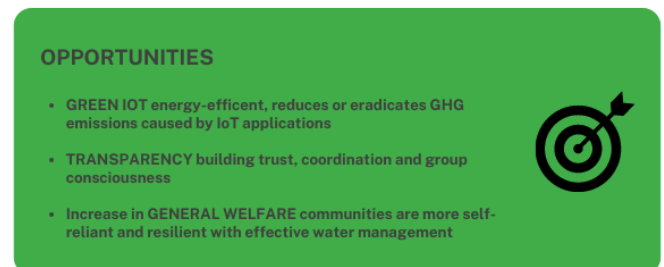 OPPORTUNITIES
• GREEN IOT energy-efficent, reduces or eradicates GHG
emissions caused by IoT applications
• TRANSPARENCY building trust, coordination and group
consciousness
• Increase in GENERAL WELFARE communities are more self-
reliant and resilient with effective water management